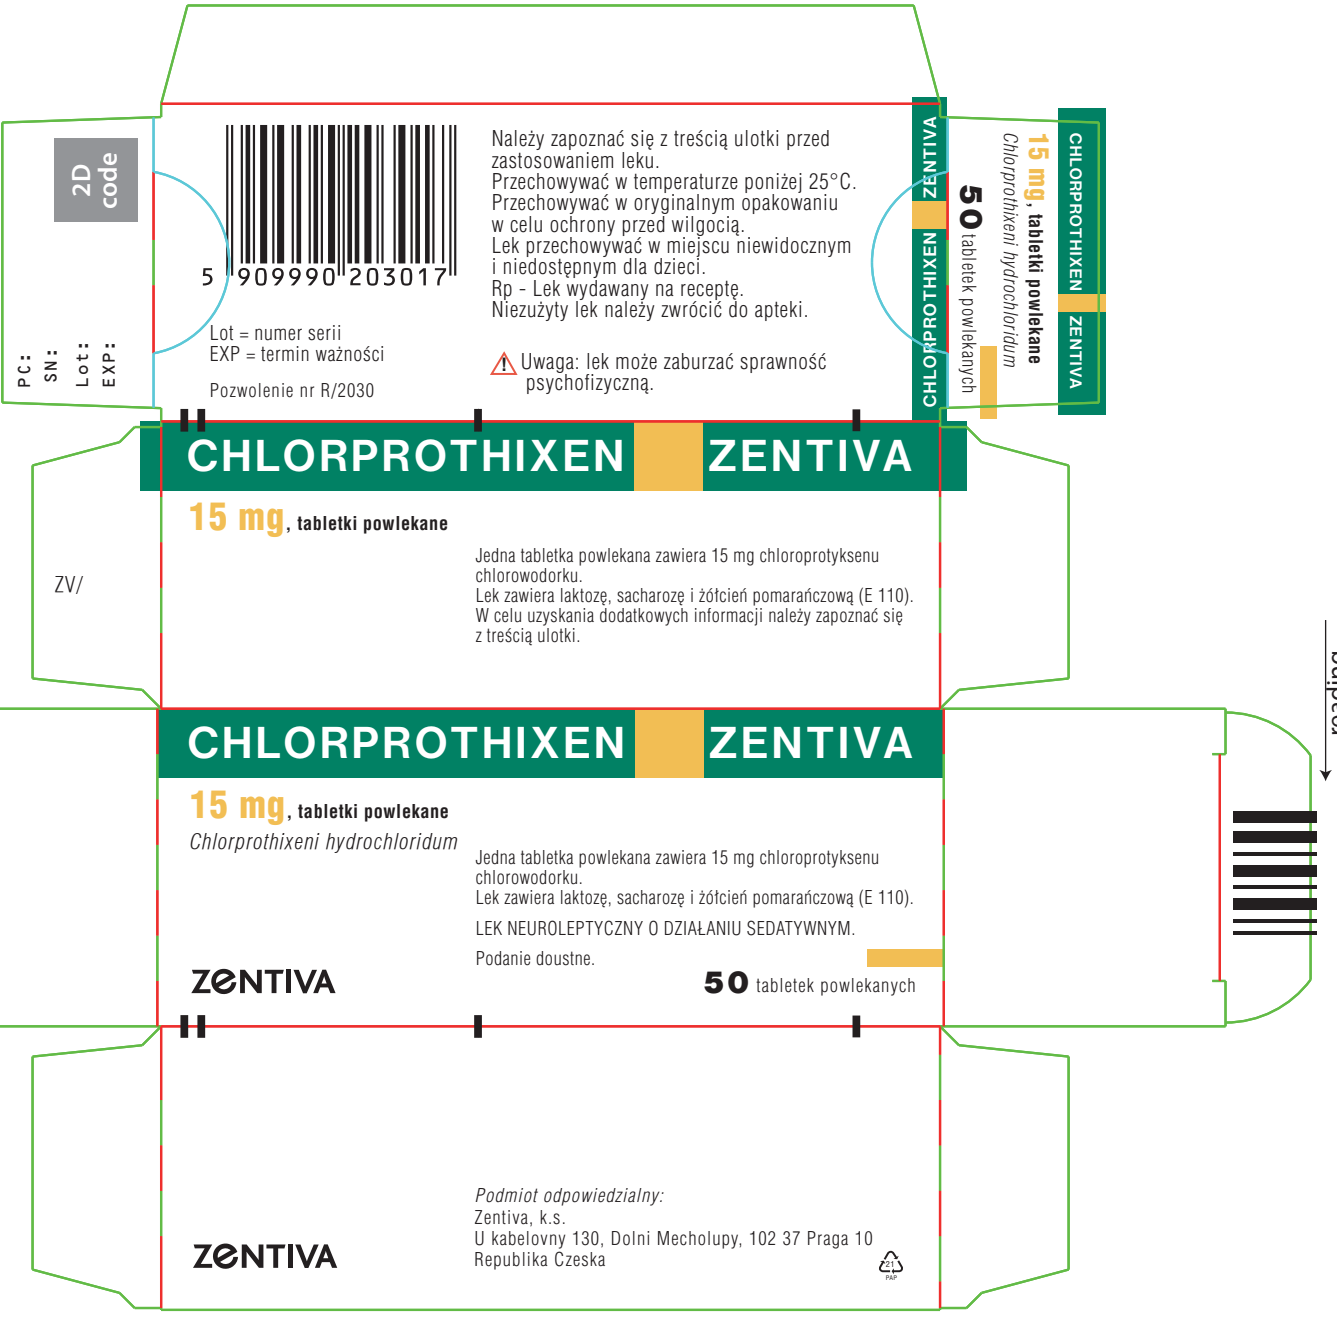 2D
code
PC:
SN:
Lot:
EXP:
5 909990 203017
Lot = numer serii
EXP = termin ważności
Pozwolenie nr R/2030
Należy zapoznać się z treścią ulotki przed
zastosowaniem leku.
Przechowywać w temperaturze poniżej 25°C.
Przechowywać w oryginalnym opakowaniu
w celu ochrony przed wilgocią.
Lek przechowywać w miejscu niewidocznym
i niedostępnym dla dzieci.
Rp - Lek wydawany na receptę.
Niezużyty lek należy zwrócić do apteki.
Uwaga: lek może zaburzać sprawność
psychofizyczną.
CHLORPROTHIXEN ZENTIVA
CHLORPROTHIXEN ZENTIVA
15 mg, tabletki powlekane
Chlorprothixeni hydrochloridum
50 tabletek powlekanych
CHLORPROTHIXEN ZENTIVA
15 mg, tabletki powlekane
Jedna tabletka powlekana zawiera 15 mg chloroprotyksenu
chlorowodorku.
Lek zawiera laktozę, sacharozę i żółcień pomarańczową (E 110).
W celu uzyskania dodatkowych informacji należy zapoznać się
z treścią ulotki.
ZV/
CHLORPROTHIXEN ZENTIVA
15 mg, tabletki powlekane
Chlorprothixeni hydrochloridum
Jedna tabletka powlekana zawiera 15 mg chloroprotyksenu
chlorowodorku.
Lek zawiera laktozę, sacharozę i żółcień pomarańczową (E 110).
LEK NEUROLEPTYCZNY O DZIAŁANIU SEDATYWNYM.
Podanie doustne.
ZENTIVA
50 tabletek powlekanych
Podmiot odpowiedzialny:
Zentiva, k.s.
U kabelovny 130, Dolni Mecholupy, 102 37 Praga 10
Republika Czeska
ZENTIVA
21
PAP